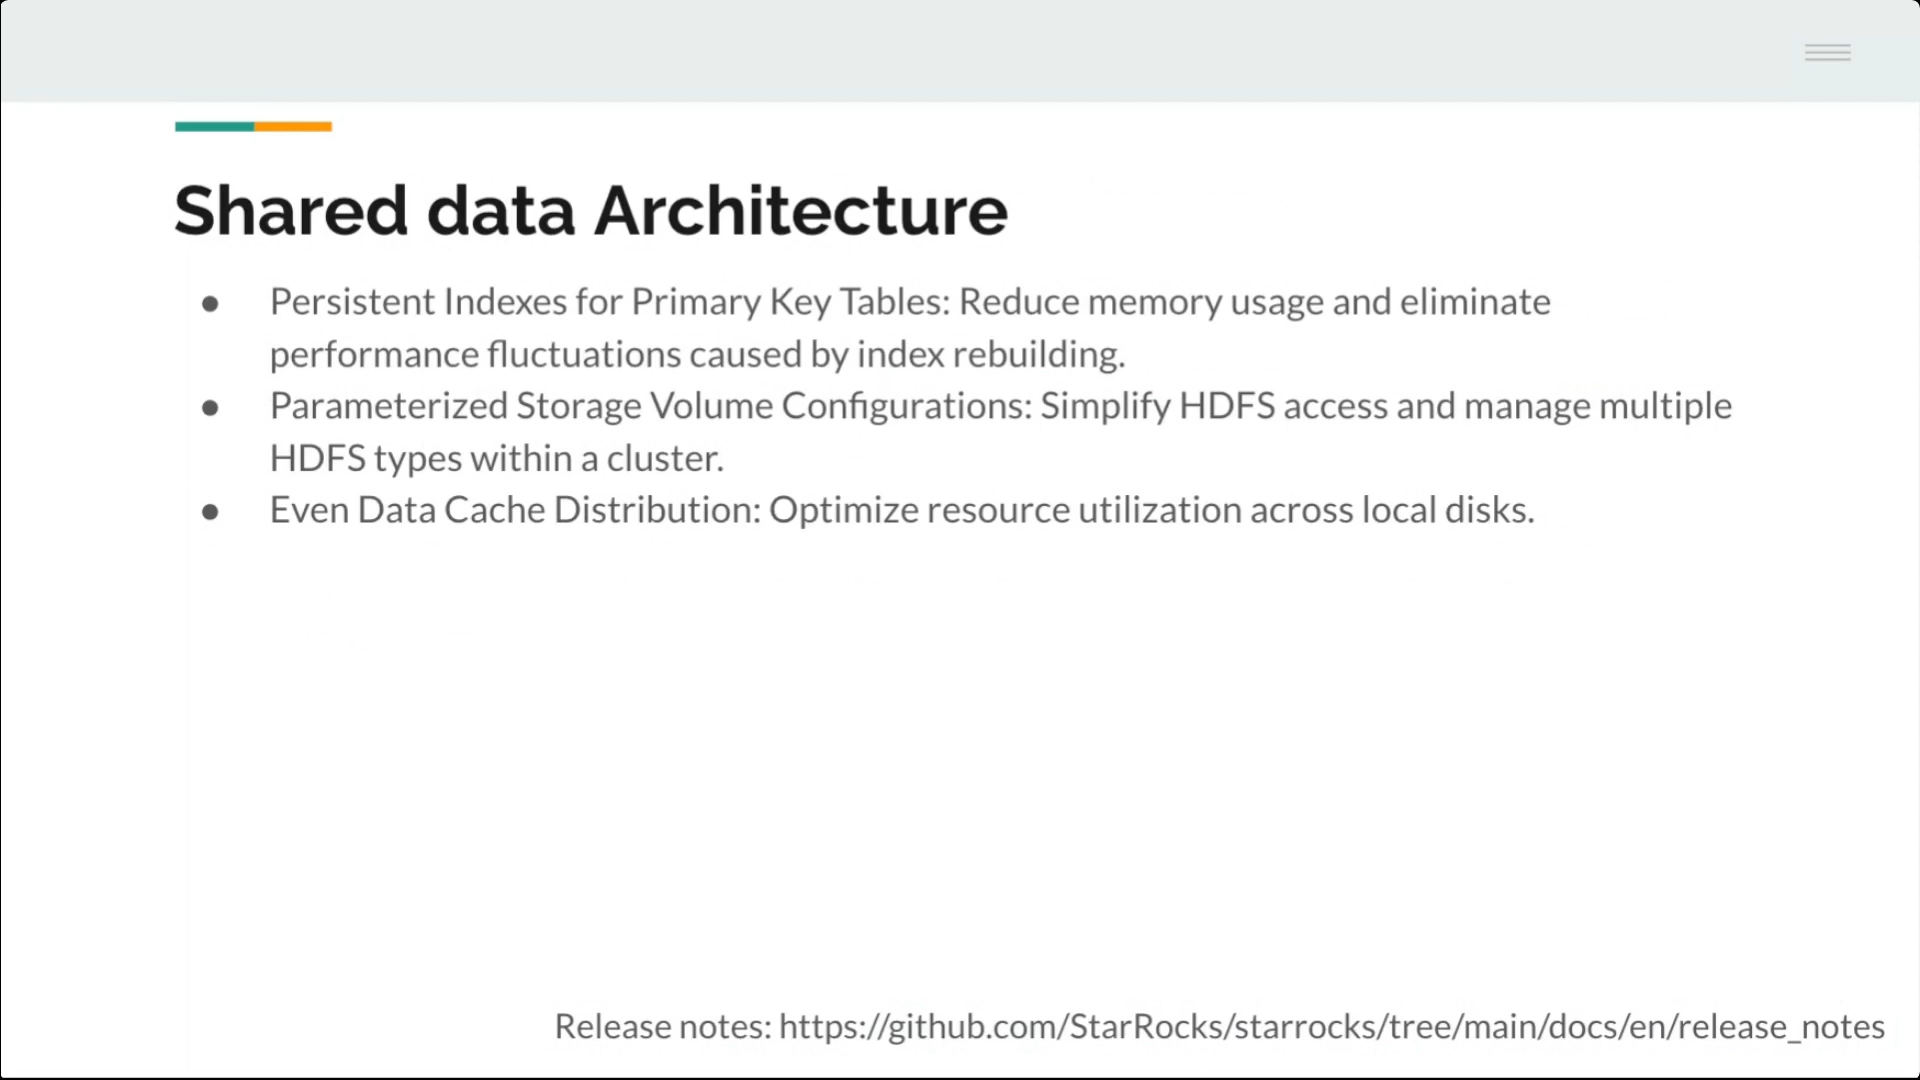 Shared data Architecture
● Persistent Indexes for Primary Key Tables: Reduce memory usage and eliminate
performance fluctuations caused by index rebuilding.
● Parameterized Storage Volume Configurations: Simplify HDFS access and manage multiple
HDFS types within a cluster.
● Even Data Cache Distribution: Optimize resource utilization across local disks.
Release notes: https://github.com/StarRocks/starrocks/tree/main/docs/en/release_notes